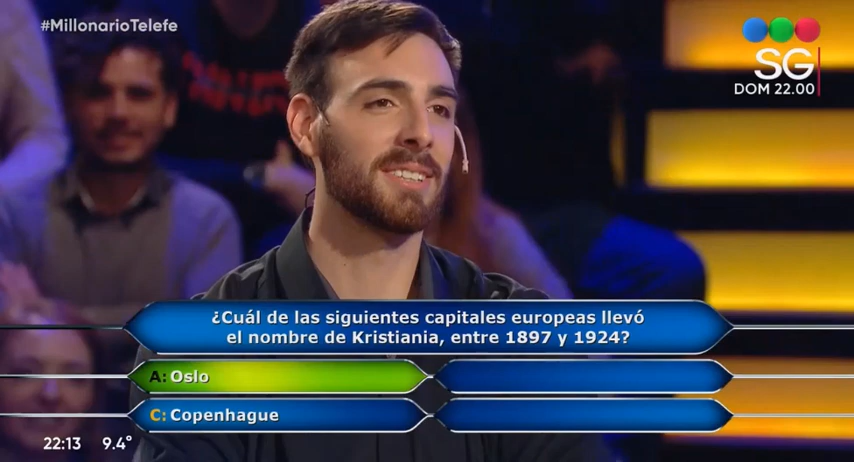 #MillonarioTelefe
SG
DOM 22.00
¿Cuál de las siguientes capitales europeas llevó
el nombre de Kristiania, entre 1897 y 1924?
A: Oslo
C: Copenhague
22:13 9.4°